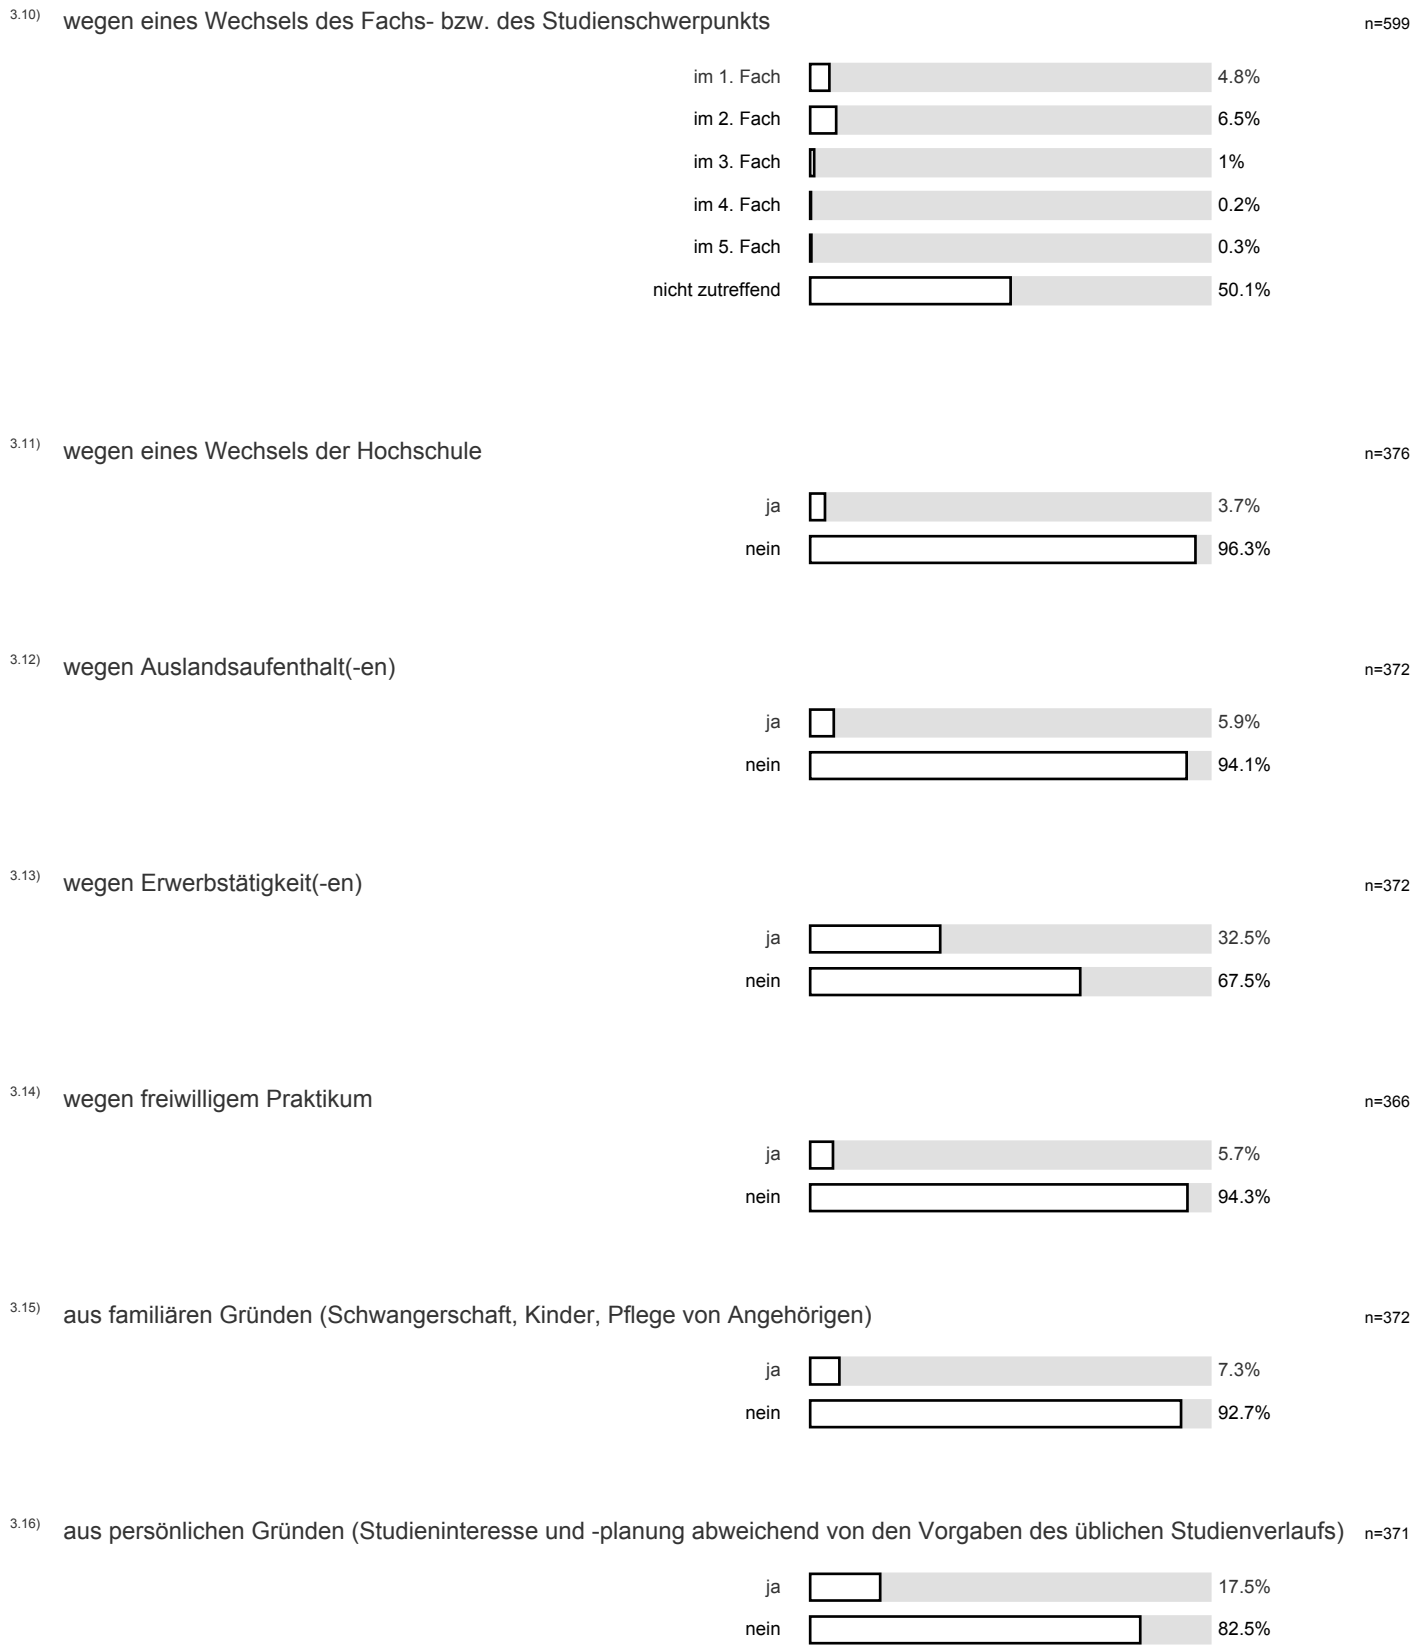 3.10) wegen eines Wechsels des Fachs- bzw. des Studienschwerpunkts n=599
im 1. Fach 4.8%
im 2. Fach 6.5%
im 3. Fach 1%
im 4. Fach 0.2%
im 5. Fach 0.3%
nicht zutreffend 50.1%
3.11) wegen eines Wechsels der Hochschule n=376
ja 3.7%
nein 96.3%
3.12) wegen Auslandsaufenthalt(-en) n=372
ja 5.9%
nein 94.1%
3.13) wegen Erwerbstätigkeit(-en) n=372
ja 32.5%
nein 67.5%
3.14) wegen freiwilligem Praktikum n=366
ja 5.7%
nein 94.3%
3.15) aus familiären Gründen (Schwangerschaft, Kinder, Pflege von Angehörigen) n=372
ja 7.3%
nein 92.7%
3.16) aus persönlichen Gründen (Studieninteresse und -planung abweichend von den Vorgaben des üblichen Studienverlaufs) n=371
ja 17.5%
nein 82.5%